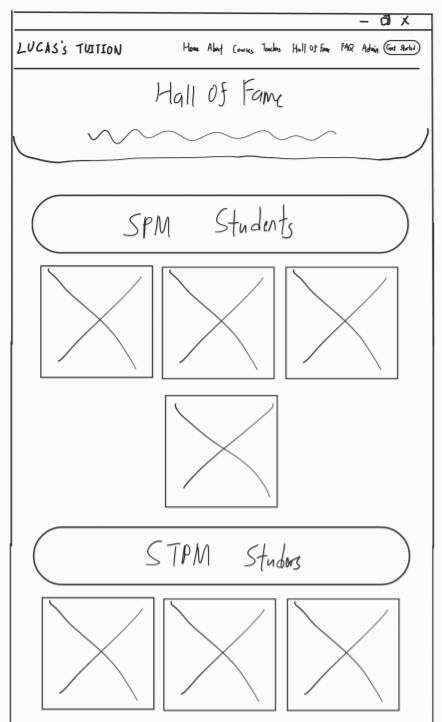 LUCAS's TUITION Home About Courses Teachers Hall Of Fame FAQ Admin Get Started
Hall Of Fame
SPM Students
STPM